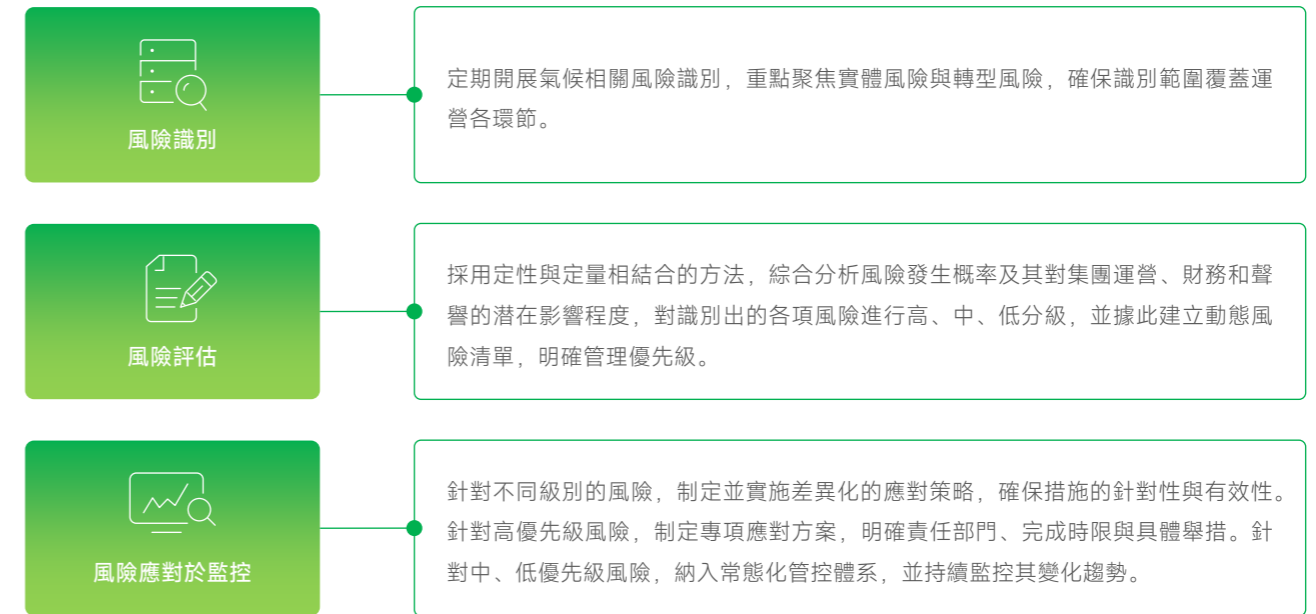 風險識別
定期開展氣候相關風險識別，重點聚焦實體風險與轉型風險，確保識別範圍覆蓋運
營各環節。
風險評估
採用定性與定量相結合的方法，綜合分析風險發生概率及其對集團運營、財務和聲
譽的潛在影響程度，對識別出的各項風險進行高、中、低分級，並據此建立動態風
險清單，明確管理優先級。
風險應對於監控
針對不同級別的風險，制定並實施差異化的應對策略，確保措施的針對性與有效性。
針對高優先級風險，制定專項應對方案，明確責任部門、完成時限與具體舉措。針
對中、低優先級風險，納入常態化管控體系，並持續監控其變化趨勢。